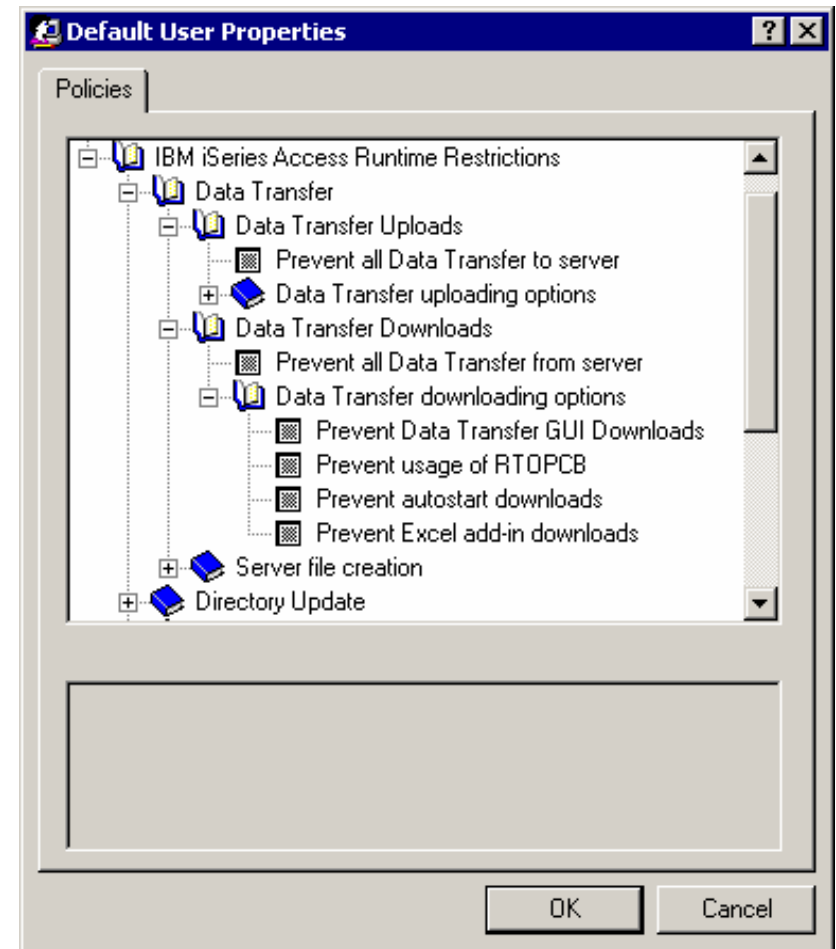 Default User Properties
Policies
IBM iSeries Access Runtime Restrictions
Data Transfer
Data Transfer Uploads
Prevent all Data Transfer to server
Data Transfer uploading options
Data Transfer Downloads
Prevent all Data Transfer from server
Data Transfer downloading options
Prevent Data Transfer GUI Downloads
Prevent usage of RTOPCB
Prevent autostart downloads
Prevent Excel add-in downloads
Server file creation
Directory Update
OK Cancel